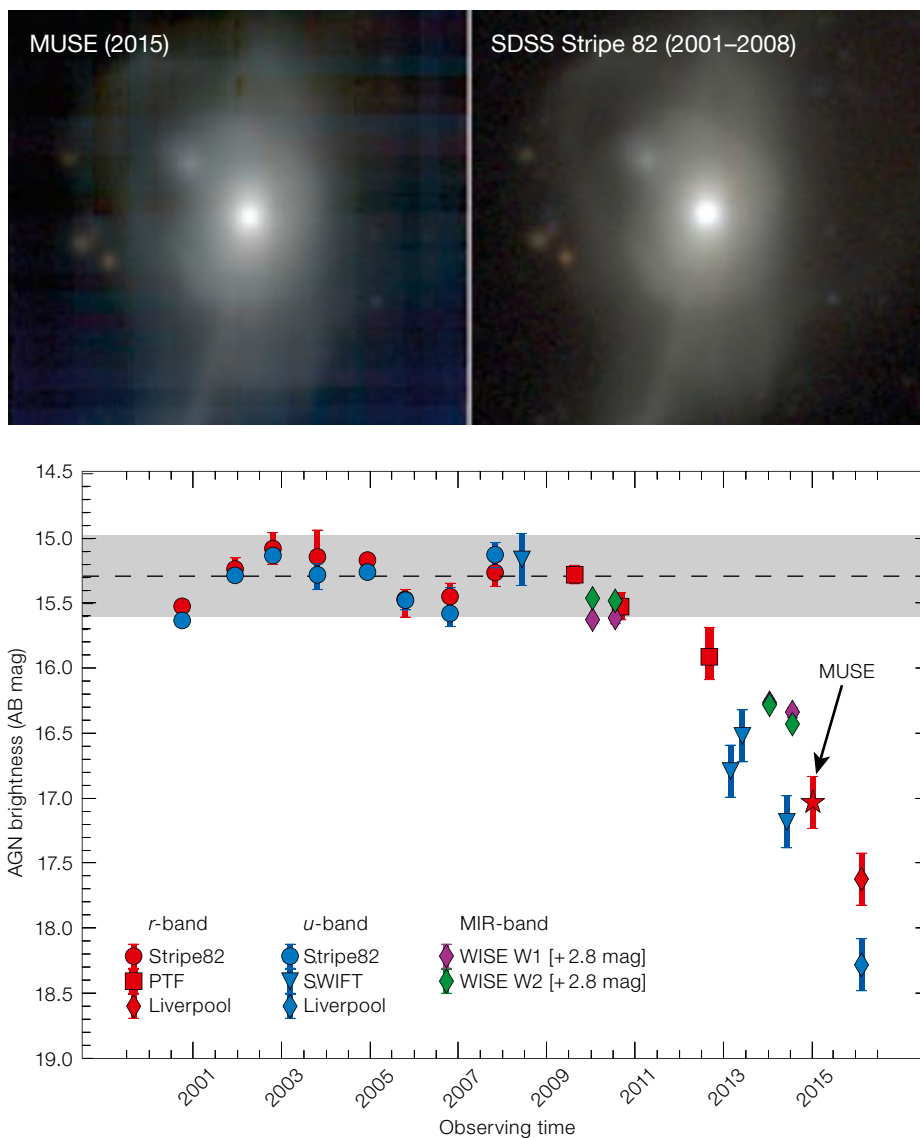 MUSE (2015)
SDSS Stripe 82 (2001–2008)
14.5
15.0
15.5
16.0
16.5
17.0
17.5
18.0
18.5
19.0
AGN brightness (AB mag)
MUSE
r-band
u-band
MIR-band
Stripe82
Stripe82
WISE W1 [+2.8 mag]
PTF
SWIFT
WISE W2 [+2.8 mag]
Liverpool
Liverpool
2001
2003
2005
2007
2009
2011
2013
2015
Observing time